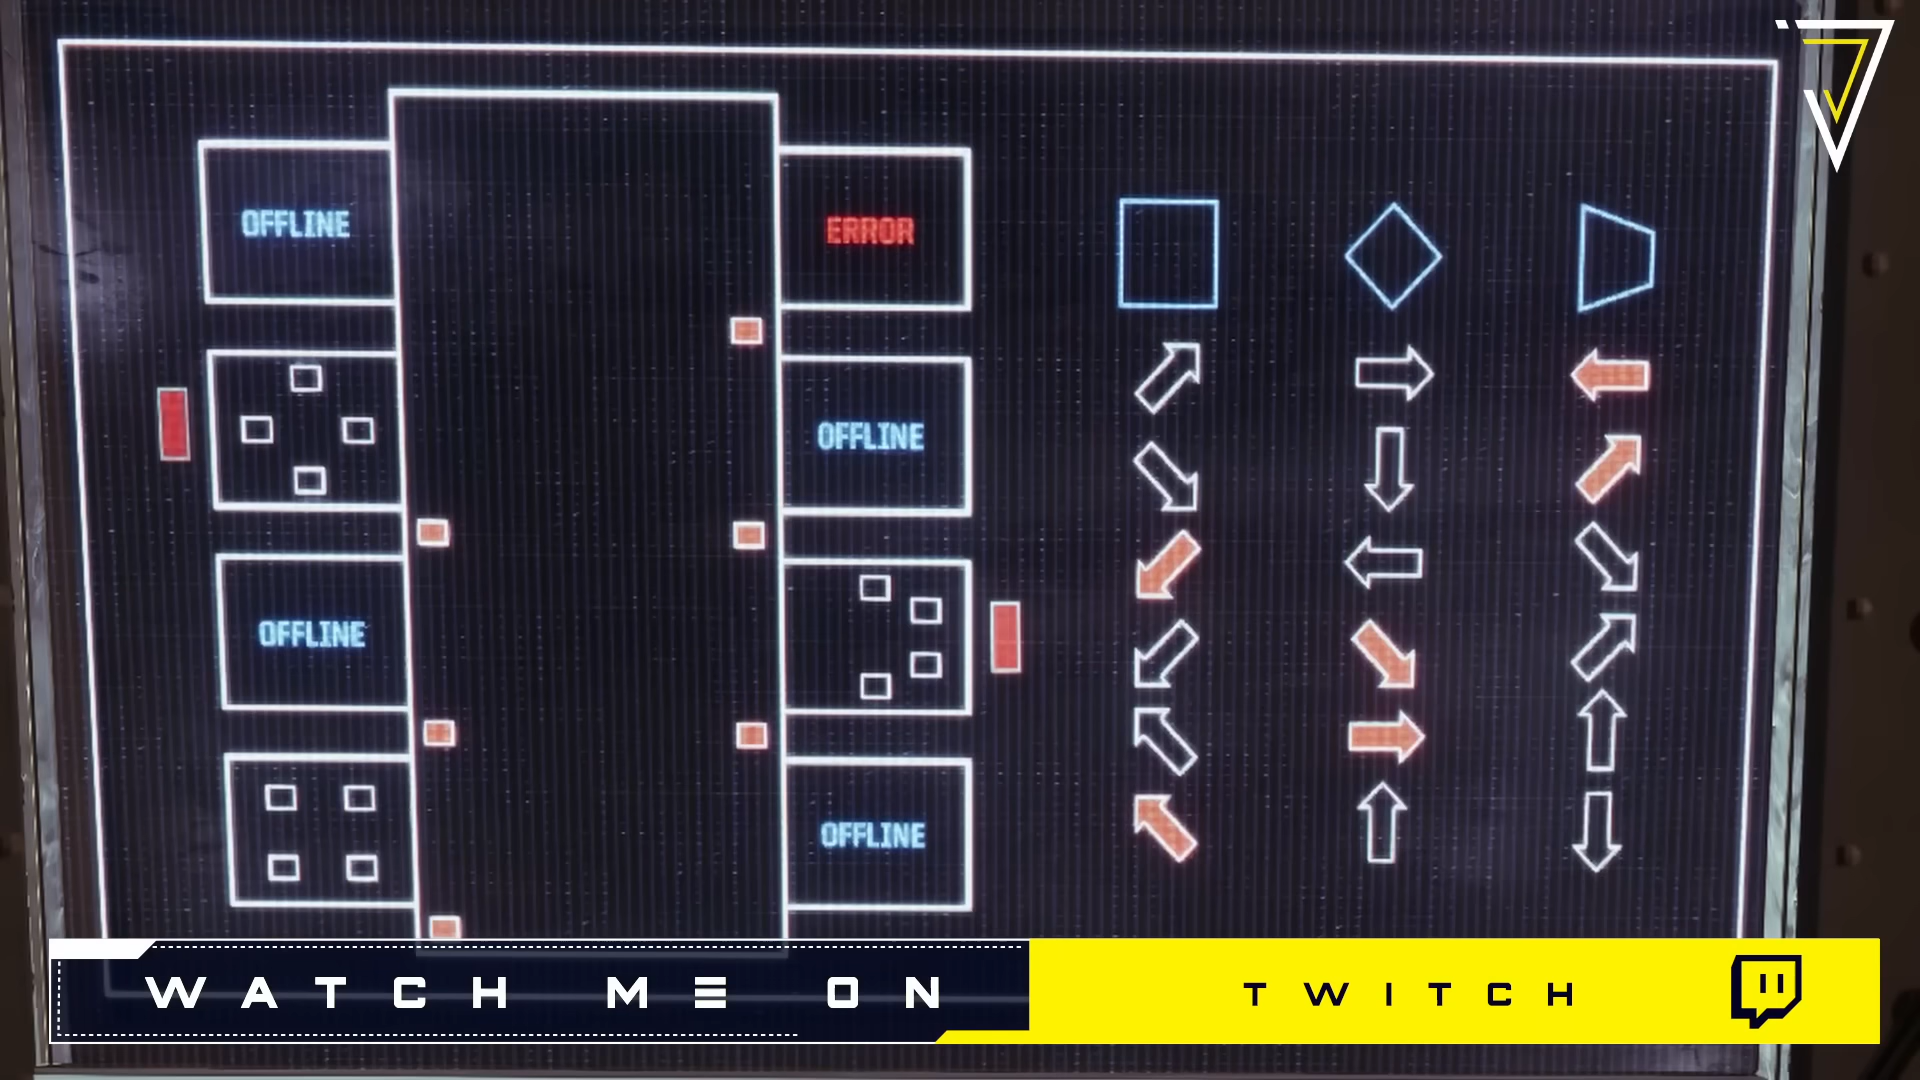 OFFLINE
ERROR
OFFLINE
OFFLINE
OFFLINE
WATCH ME ON
TWITCH